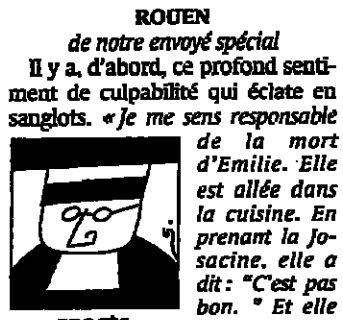 ROUEN
de notre envoyé spécial
Il y a, d'abord, ce profond senti-
ment de culpabilité qui éclate en
sanglots. « Je me sens responsable
de la mort
d'Emilie. Elle
est allée dans
la cuisine. En
prenant la Jo-
sacine, elle a
dit : "C'est pas
bon. " Et elle